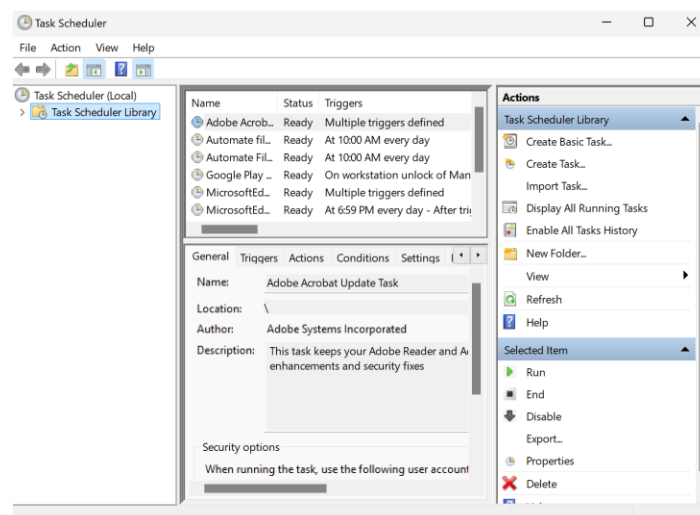 Task Scheduler
File Action View Help
Task Scheduler (Local)
Task Scheduler Library
Name Status Triggers
Adobe Acrob... Ready Multiple triggers defined
Automate fil... Ready At 10:00 AM every day
Automate Fil... Ready At 10:00 AM every day
Google Play ... Ready On workstation unlock of Man
MicrosoftEd... Ready Multiple triggers defined
MicrosoftEd... Ready At 6:59 PM every day - After trig
General Triggers Actions Conditions Settings
Name: Adobe Acrobat Update Task
Location: \
Author: Adobe Systems Incorporated
Description: This task keeps your Adobe Reader and
enhancements and security fixes
Security options
When running the task, use the following user account
Actions
Task Scheduler Library
Create Basic Task...
Create Task...
Import Task...
Display All Running Tasks
Enable All Tasks History
New Folder...
View
Refresh
Help
Selected Item
Run
End
Disable
Export...
Properties
Delete